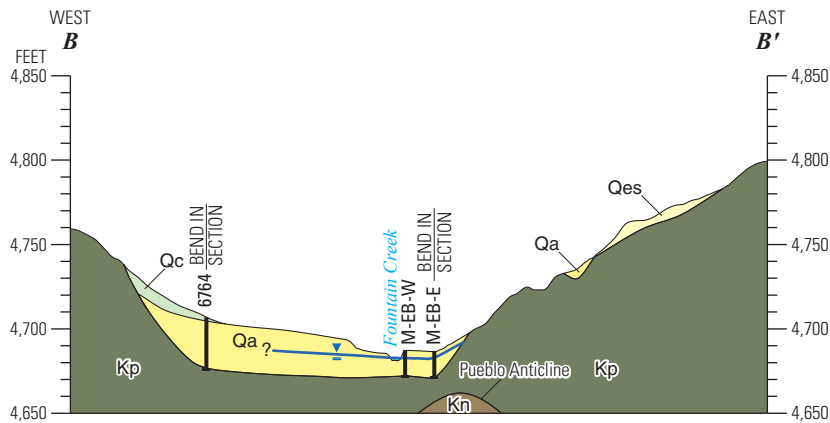 WEST
B
EAST
B'
FEET
4,850
4,800
4,750
4,700
4,650
4,850
4,800
4,750
4,700
4,650
Qc
6764
BEND IN
SECTION
Fountain Creek
M-EB-W
M-EB-E
BEND IN
SECTION
Qes
Qa
Qa ?
Kp
Pueblo Anticline
Kp
Kn